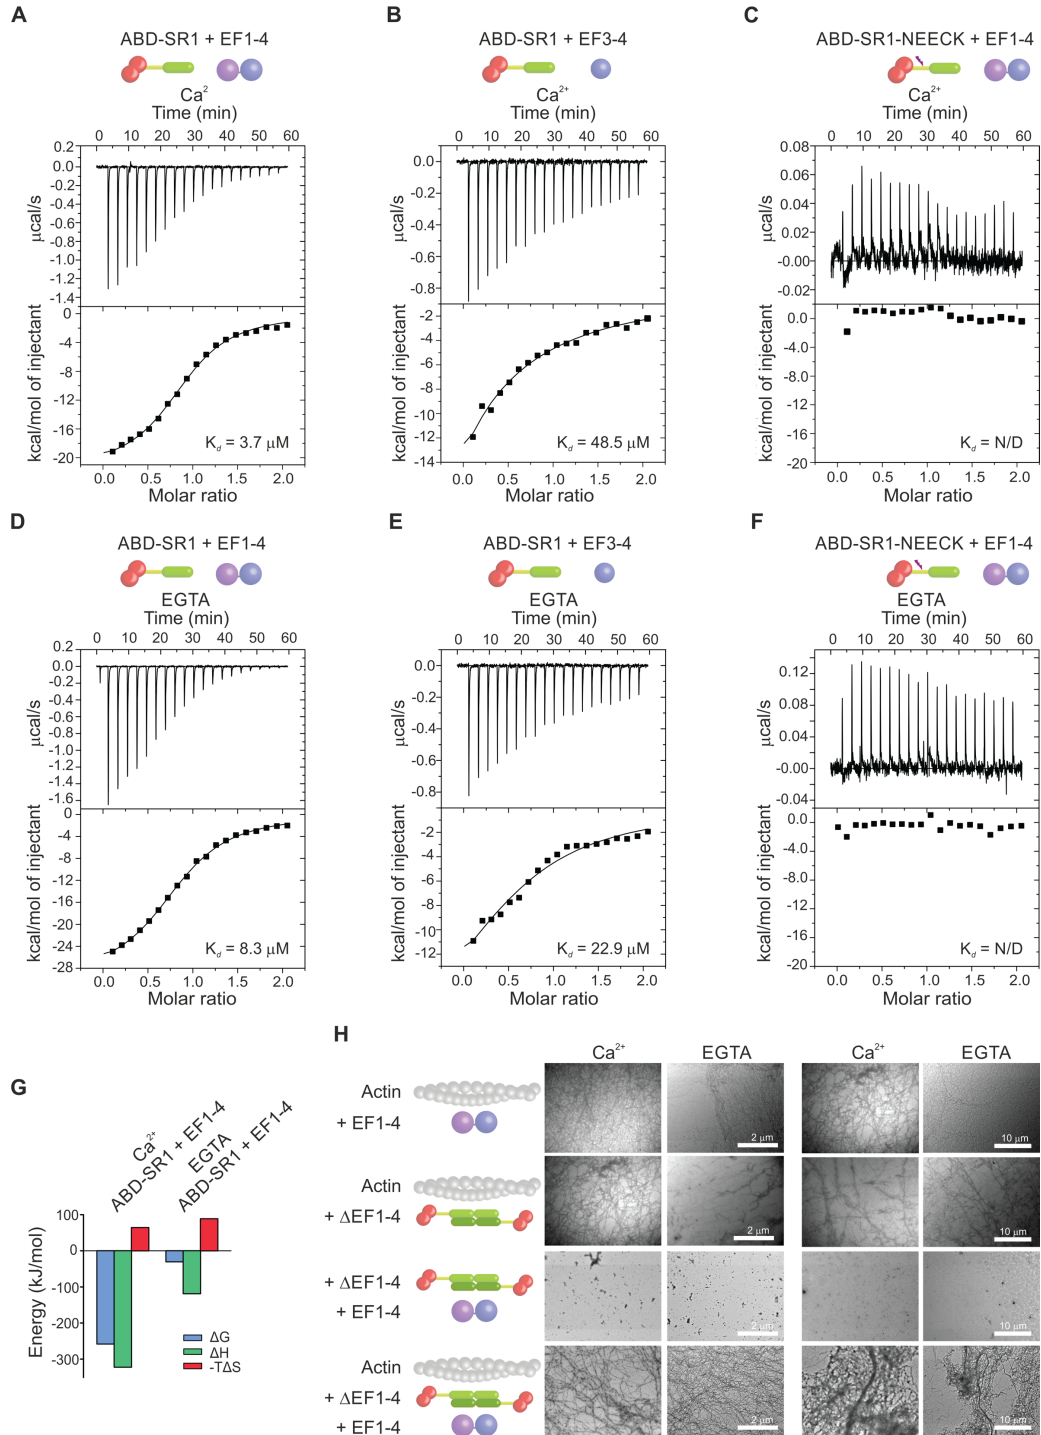 A
ABD-SR1 + EF1-4
Ca2
Time (min)
0 10 20 30 40 50 60
0.2
0.0
-0.2
-0.4
-0.6
-0.8
-1.0
-1.2
-1.4
µcal/s
0
-4
-8
-12
-16
-20
kcal/mol of injectant
Kd = 3.7 µM
0.0 0.5 1.0 1.5 2.0
Molar ratio
B
ABD-SR1 + EF3-4
Ca2+
Time (min)
0 10 20 30 40 50 60
0.0
-0.2
-0.4
-0.6
-0.8
µcal/s
-2
-4
-6
-8
-10
-12
-14
kcal/mol of injectant
Kd = 48.5 µM
0.0 0.5 1.0 1.5 2.0
Molar ratio
C
ABD-SR1-NEECK + EF1-4
Ca2+
Time (min)
0 10 20 30 40 50 60
0.08
0.06
0.04
0.02
-0.00
-0.02
µcal/s
0.0
-4.0
-8.0
-12
-16
-20
kcal/mol of injectant
Kd = N/D
0.0 0.5 1.0 1.5 2.0
Molar ratio
D
ABD-SR1 + EF1-4
EGTA
Time (min)
0 10 20 30 40 50 60
0.2
0.0
-0.2
-0.4
-0.6
-0.8
-1.0
-1.2
-1.4
-1.6
µcal/s
0
-4
-8
-12
-16
-20
-24
-28
kcal/mol of injectant
Kd = 8.3 µM
0.0 0.5 1.0 1.5 2.0
Molar ratio
E
ABD-SR1 + EF3-4
EGTA
Time (min)
0 10 20 30 40 50 60
0.0
-0.2
-0.4
-0.6
-0.8
µcal/s
-2
-4
-6
-8
-10
-12
kcal/mol of injectant
Kd = 22.9 µM
0.0 0.5 1.0 1.5 2.0
Molar ratio
F
ABD-SR1-NEECK + EF1-4
EGTA
Time (min)
0 10 20 30 40 50 60
0.12
0.08
0.04
-0.00
-0.04
µcal/s
0.0
-4.0
-8.0
-12
-16
-20
kcal/mol of injectant
Kd = N/D
0.0 0.5 1.0 1.5 2.0
Molar ratio
G
Ca2+
ABD-SR1 + EF1-4
EGTA
ABD-SR1 + EF1-4
100
0
-100
-200
-300
Energy (kJ/mol)
ΔG
ΔH
-TΔS
H
Ca2+ EGTA Ca2+ EGTA
Actin
+ EF1-4
2 µm 10 µm
Actin
+ ΔEF1-4
2 µm 10 µm
+ ΔEF1-4
+ EF1-4
2 µm 10 µm
Actin
+ ΔEF1-4
+ EF1-4
2 µm 10 µm